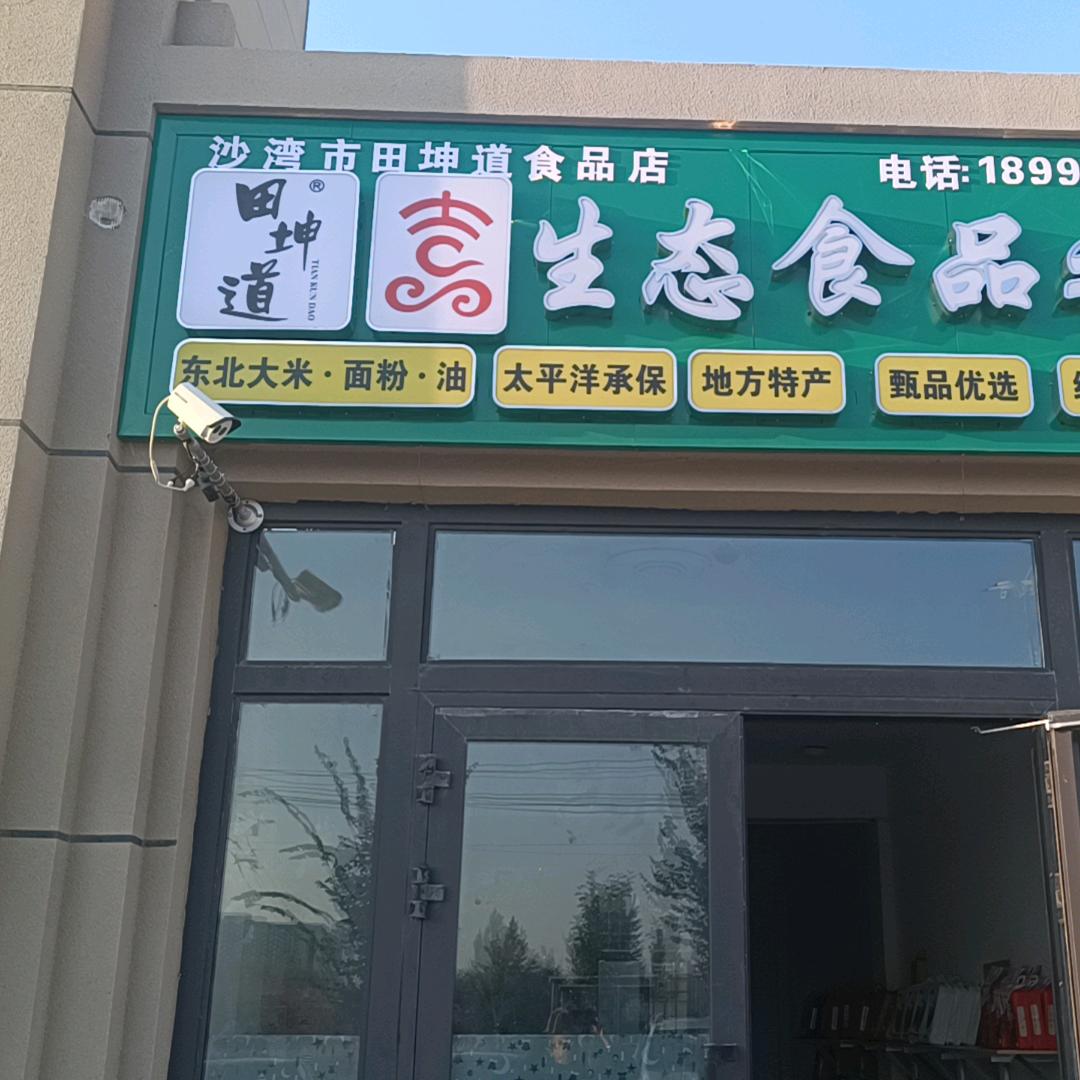 沙湾市田坤道食品店
电话:1899
田坤道®
TIAN KUN DAO
生态食品
东北大米·面粉·油
太平洋承保
地方特产
甄品优选